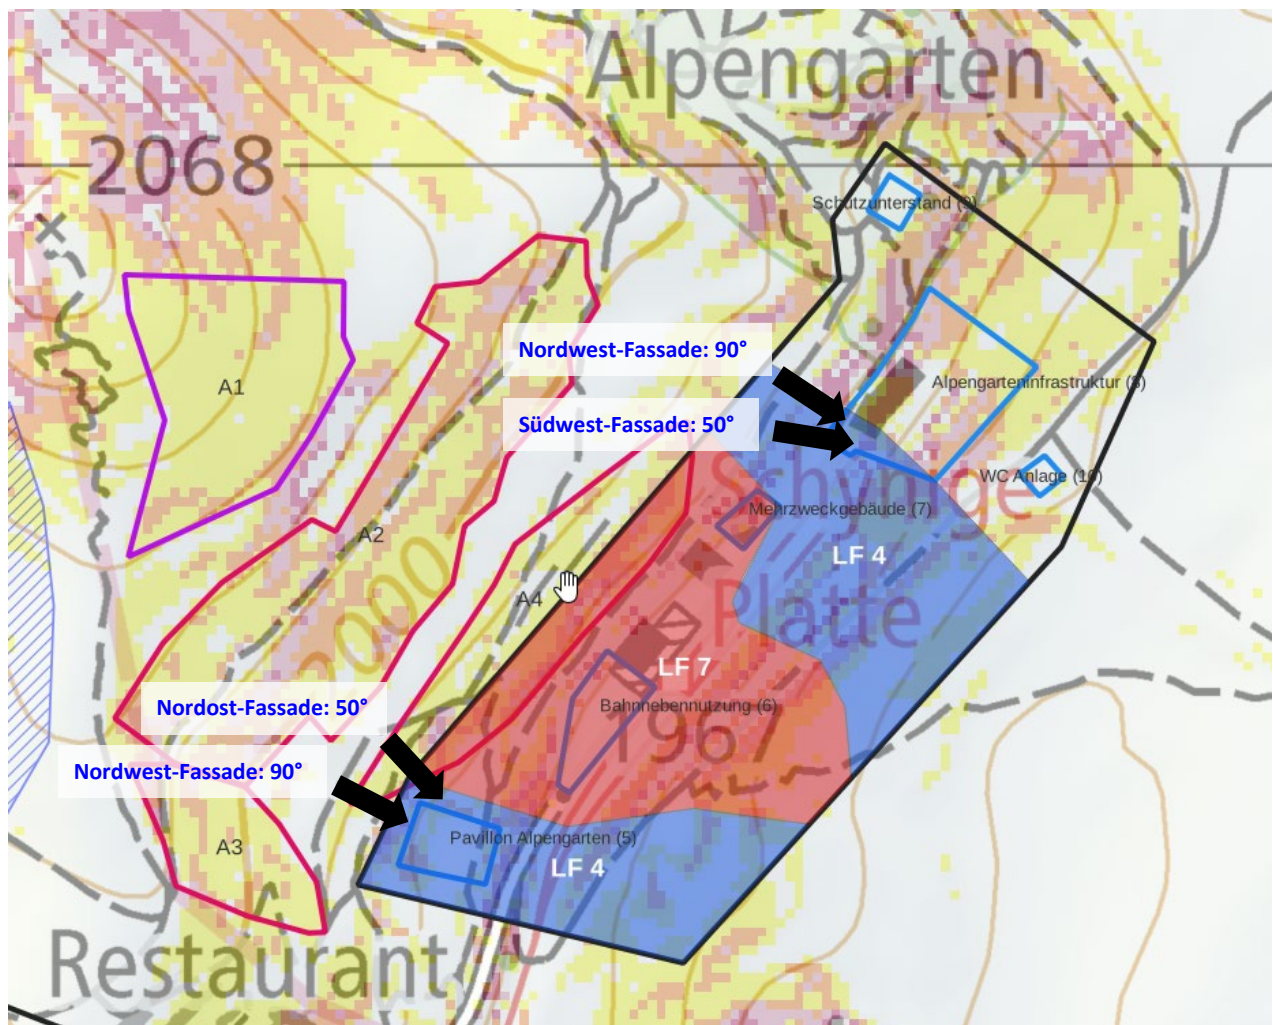 Alpengarten
2068
Schutzunterstand (9)
Nordwest-Fassade: 90°
Alpengarteninfrastruktur (8)
A1
Südwest-Fassade: 50°
Schynige
WC Anlage (10)
Mehrzweckgebäude (7)
A2
LF 4
A4
Platte
2000
LF 7
Nordost-Fassade: 50°
Bahnnebennutzung (6)
1967
Nordwest-Fassade: 90°
A3
Pavillon Alpengarten (5)
LF 4
Restaurant